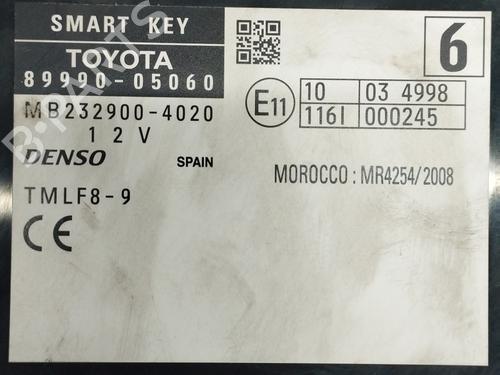 SMART KEY
TOYOTA
89990-05060
MB232900-4020
12V
DENSO
SPAIN
TMLF8-9
CE
6
E11
10 03 4998
116I 000245
MOROCCO : MR4254/2008
B-PARTS